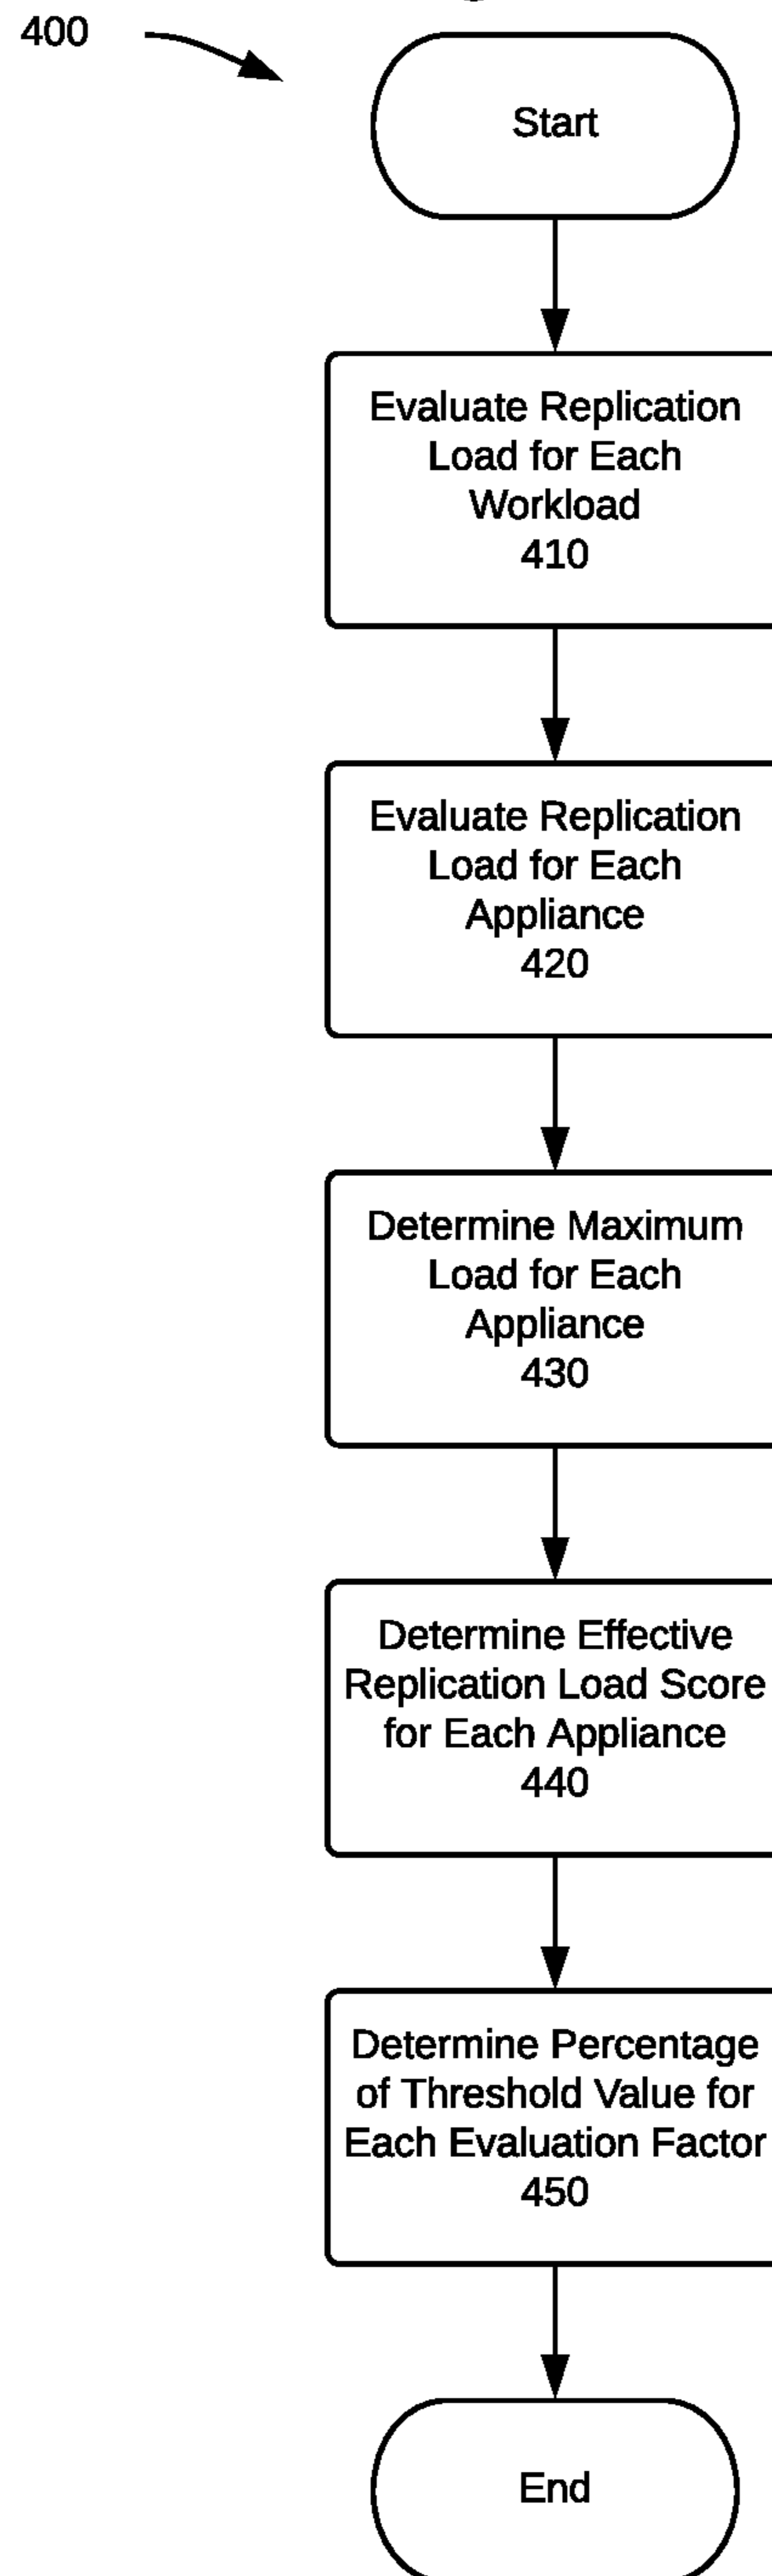 400
Start
Evaluate Replication
Load for Each
Workload
410
Evaluate Replication
Load for Each
Appliance
420
Determine Maximum
Load for Each
Appliance
430
Determine Effective
Replication Load Score
for Each Appliance
440
Determine Percentage
of Threshold Value for
Each Evaluation Factor
450
End